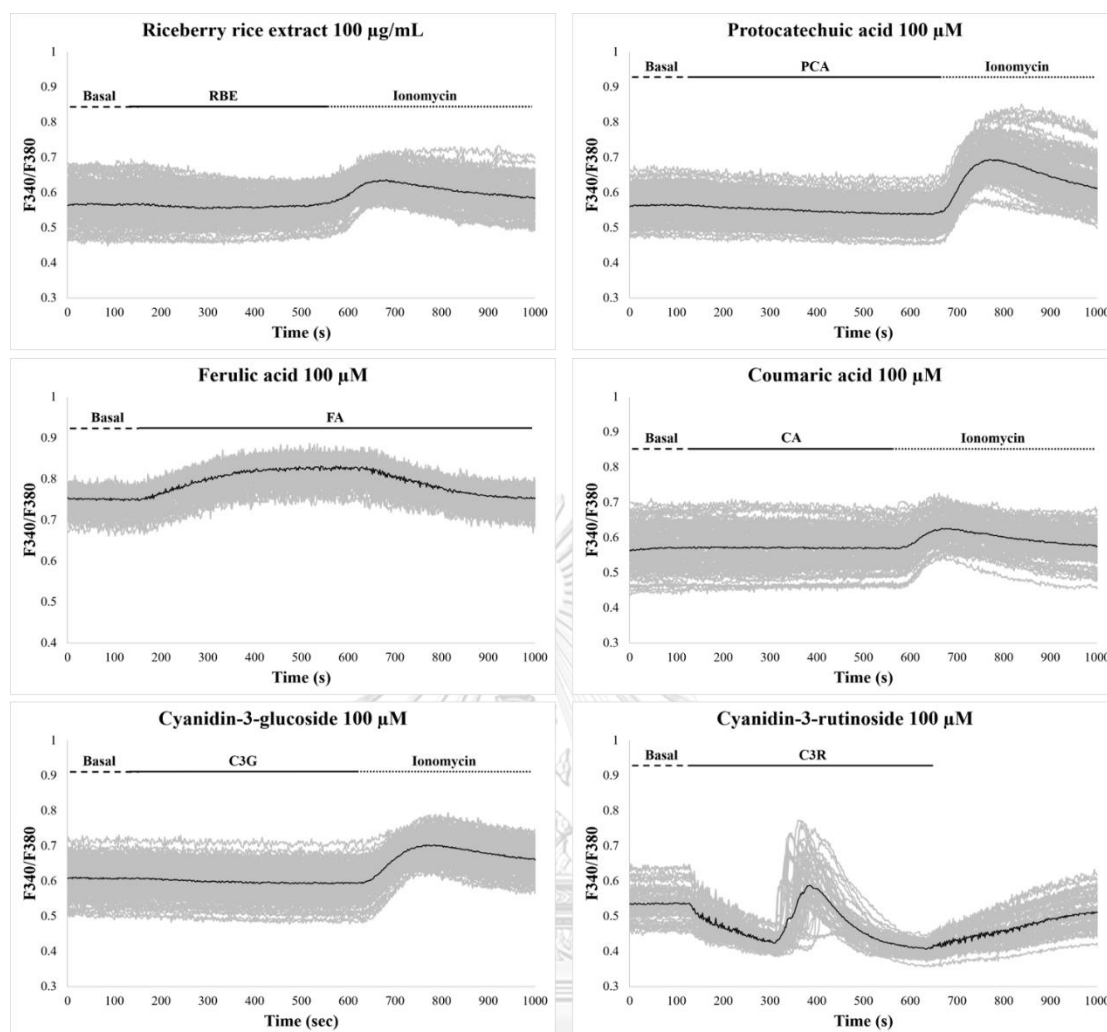 Riceberry rice extract 100 µg/mL
1
0.9
0.8
0.7
0.6
0.5
0.4
0.3
F340/F380
Basal RBE Ionomycin
0 100 200 300 400 500 600 700 800 900 1000
Time (s)
Protocatechuic acid 100 µM
1
0.9
0.8
0.7
0.6
0.5
0.4
0.3
F340/F380
Basal PCA Ionomycin
0 100 200 300 400 500 600 700 800 900 1000
Time (s)
Ferulic acid 100 µM
1
0.9
0.8
0.7
0.6
0.5
0.4
F340/F380
Basal FA
0 100 200 300 400 500 600 700 800 900 1000
Time (s)
Coumaric acid 100 µM
1
0.9
0.8
0.7
0.6
0.5
0.4
0.3
F340/F380
Basal CA Ionomycin
0 100 200 300 400 500 600 700 800 900 1000
Time (s)
Cyanidin-3-glucoside 100 µM
1
0.9
0.8
0.7
0.6
0.5
0.4
0.3
F340/F380
Basal C3G Ionomycin
0 100 200 300 400 500 600 700 800 900 1000
Time (sec)
Cyanidin-3-rutinoside 100 µM
1
0.9
0.8
0.7
0.6
0.5
0.4
0.3
F340/F380
Basal C3R
0 100 200 300 400 500 600 700 800 900 1000
Time (s)